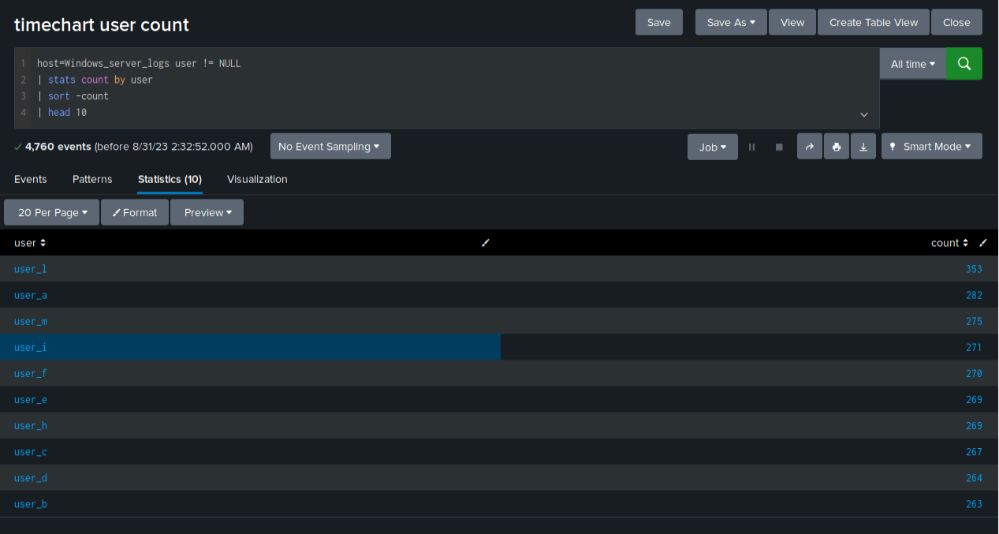 timechart user count
Save
Save As
View
Create Table View
Close
1 host=Windows_server_logs user != NULL
2 | stats count by user
3 | sort -count
4 | head 10
All time
4,760 events (before 8/31/23 2:32:52.000 AM)
No Event Sampling
Job
Smart Mode
Events
Patterns
Statistics (10)
Visualization
20 Per Page
Format
Preview
user count
user_l 353
user_a 282
user_m 275
user_i 271
user_f 270
user_e 269
user_h 269
user_c 267
user_d 264
user_b 263